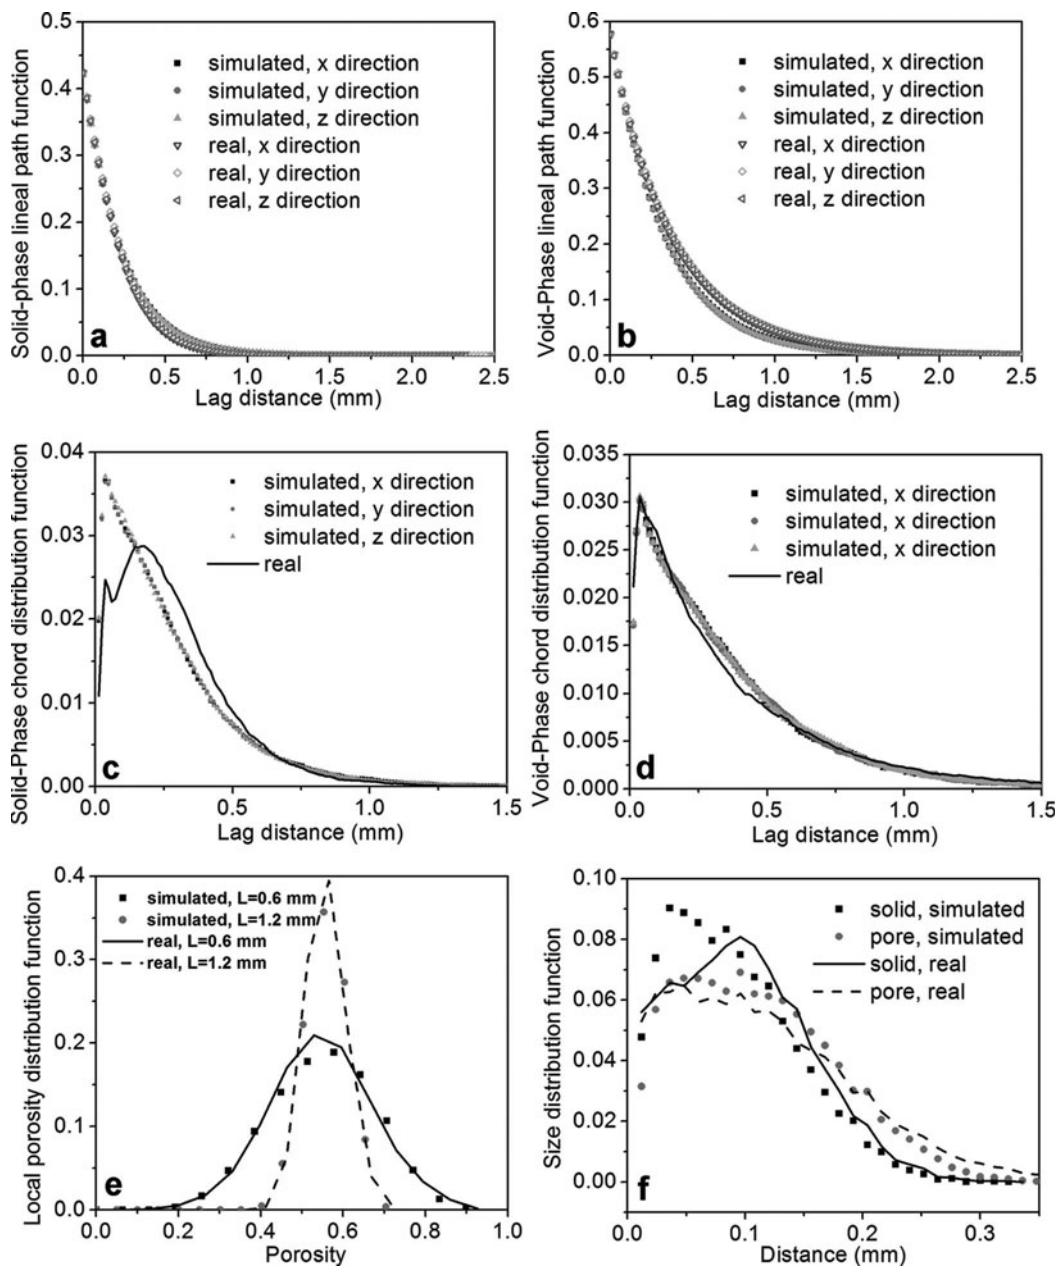 0.5
0.4
0.3
0.2
0.1
0.0
Solid-phase lineal path function
simulated, x direction
simulated, y direction
simulated, z direction
real, x direction
real, y direction
real, z direction
a
0.0 0.5 1.0 1.5 2.0 2.5
Lag distance (mm)
0.6
0.5
0.4
0.3
0.2
0.1
0.0
Void-Phase lineal path function
simulated, x direction
simulated, y direction
simulated, z direction
real, x direction
real, y direction
real, z direction
b
0.0 0.5 1.0 1.5 2.0 2.5
Lag distance (mm)
0.04
0.03
0.02
0.01
0.00
Solid-Phase chord distribution function
simulated, x direction
simulated, y direction
simulated, z direction
real
c
0.0 0.5 1.0 1.5
Lag distance (mm)
0.035
0.030
0.025
0.020
0.015
0.010
0.005
0.000
Void-Phase chord distribution function
simulated, x direction
simulated, x direction
simulated, x direction
real
d
0.0 0.5 1.0 1.5
Lag distance (mm)
0.4
0.3
0.2
0.1
0.0
Local porosity distribution function
simulated, L=0.6 mm
simulated, L=1.2 mm
real, L=0.6 mm
real, L=1.2 mm
e
0.0 0.2 0.4 0.6 0.8 1.0
Porosity
0.10
0.08
0.06
0.04
0.02
0.00
Size distribution function
solid, simulated
pore, simulated
solid, real
pore, real
f
0.0 0.1 0.2 0.3
Distance (mm)